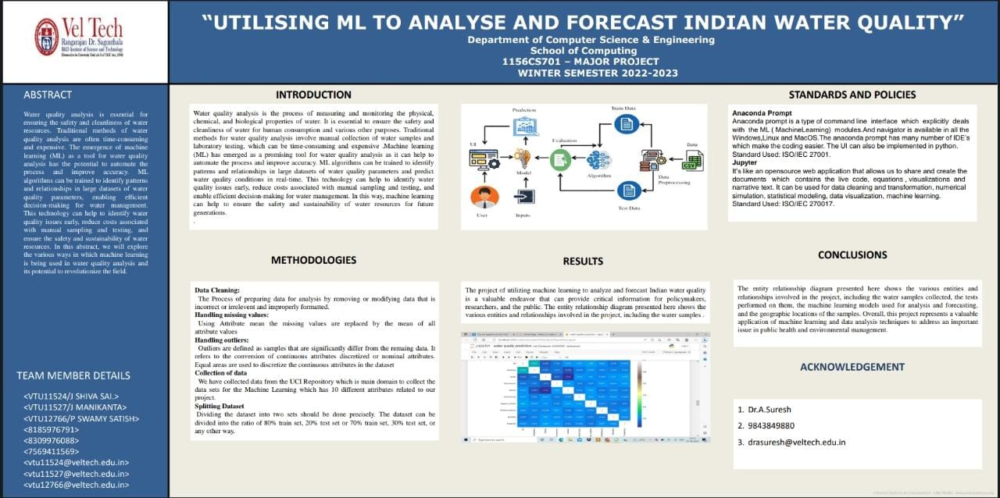 Vel Tech
Rangarajan Dr. Sagunthala
R&D Institute of Science and Technology
“UTILISING ML TO ANALYSE AND FORECAST INDIAN WATER QUALITY”
Department of Computer Science & Engineering
School of Computing
1156CS701 – MAJOR PROJECT
WINTER SEMESTER 2022-2023
ABSTRACT
Water quality analysis is essential for
ensuring the safety and cleanliness of water
resources. Traditional methods of water
quality analysis are often time-consuming
and expensive. The emergence of machine
learning (ML) as a tool for water quality
analysis has the potential to automate the
process and improve accuracy. ML
algorithms can be trained to identify patterns
and relationships in large datasets of water
quality parameters, enabling efficient
decision-making for water management.
This technology can help to identify water
quality issues early, reduce costs associated
with manual sampling and testing, and
ensure the safety and sustainability of water
resources. In this abstract, we will explore
the various ways in which machine learning
is being used in water quality analysis and
its potential to revolutionize the field.
TEAM MEMBER DETAILS
<VTU11524/J SHIVA SAI.>
<VTU11527/J MANIKANTA>
<VTU12766/P SWAMY SATISH>
<8185976791>
<8309976088>
<7569411569>
<vtu11524@veltech.edu.in>
<vtu11527@veltech.edu.in>
<vtu12766@veltech.edu.in>
INTRODUCTION
Water quality analysis is the process of measuring and monitoring the physical,
chemical, and biological properties of water. It is essential to ensure the safety and
cleanliness of water for human consumption and various other purposes. Traditional
methods for water quality analysis involve manual collection of water samples and
laboratory testing, which can be time-consuming and expensive .Machine learning
(ML) has emerged as a promising tool for water quality analysis as it can help to
automate the process and improve accuracy. ML algorithms can be trained to identify
patterns and relationships in large datasets of water quality parameters and predict
water quality conditions in real-time. This technology can help to identify water
quality issues early, reduce costs associated with manual sampling and testing, and
enable efficient decision-making for water management. In this way, machine learning
can help to ensure the safety and sustainability of water resources for future
generations.
.
METHODOLOGIES
Data Cleaning:
The Process of preparing data for analysis by removing or modifying data that is
incorrect or irrelevent and improperly formatted.
Handling missing values:
Using Attribute mean the missing values are replaced by the mean of all
attribute values
Handling outliers:
Outliers are defined as samples that are significantly differ from the remaing data. It
refers to the conversion of continuous attributes discretized or nominal attributes.
Equal areas are used to discretize the continuous attributes in the dataset
Collection of data
We have collected data from the UCI Repository which is main domain to collect the
data sets for the Machine Learning which has 10 different attributes related to our
project.
Splitting Dataset
Dividing the dataset into two sets should be done precisely. The dataset can be
divided into the ratio of 80% train set, 20% test set or 70% train set, 30% test set, or
any other way.
Prediction
Train Data
UI
Evaluation
Data
Model
Algorithm
CSV
Data
Preprocessing
User
Inputs
Test Data
RESULTS
The project of utilizing machine learning to analyze and forecast Indian water quality
is a valuable endeavor that can provide critical information for policymakers,
researchers, and the public. The entity relationship diagram presented here shows the
various entities and relationships involved in the project, including the water samples .
water quality prediction
STANDARDS AND POLICIES
Anaconda Prompt
Anaconda prompt is a type of command line interface which explicitly deals
with the ML ( MachineLearning) modules.And navigator is available in all the
Windows,Linux and MacOS.The anaconda prompt has many number of IDE's
which make the coding easier. The UI can also be implemented in python.
Standard Used: ISO/IEC 27001.
Jupyter
It's like an opensource web application that allows us to share and create the
documents which contains the live code, equations , visualizations and
narrative text. It can be used for data cleaning and transformation, numerical
simulation, statistical modeling, data visualization, machine learning.
Standard Used: ISO/IEC 270017.
CONCLUSIONS
The entity relationship diagram presented here shows the various entities and
relationships involved in the project, including the water samples collected, the tests
performed on them, the machine learning models used for analysis and forecasting,
and the geographic locations of the samples. Overall, this project represents a valuable
application of machine learning and data analysis techniques to address an important
issue in public health and environmental management.
ACKNOWLEDGEMENT
1. Dr.A.Suresh
2. 9843849880
3. drasuresh@veltech.edu.in